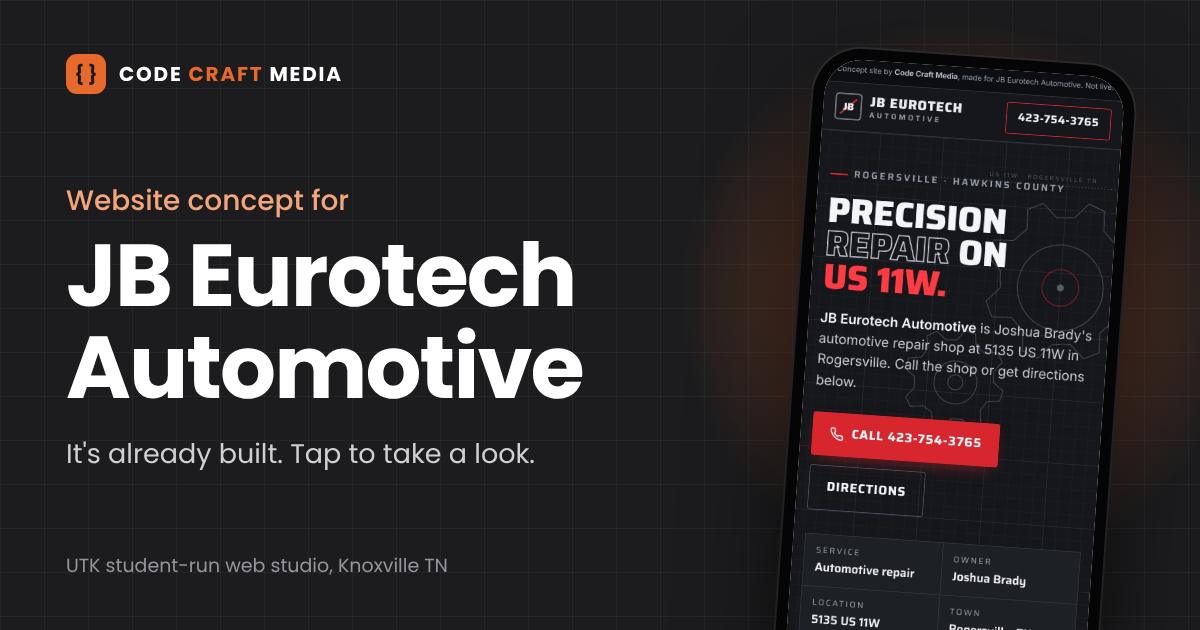 { } CODE CRAFT MEDIA
Website concept for
JB Eurotech
Automotive
It's already built. Tap to take a look.
UTK student-run web studio, Knoxville TN
Concept site by Code Craft Media, made for JB Eurotech Automotive. Not live.
JB
JB EUROTECH
AUTOMOTIVE
423-754-3765
US 11W · ROGERSVILLE TN
ROGERSVILLE · HAWKINS COUNTY
PRECISION
REPAIR ON
US 11W.
JB Eurotech Automotive is Joshua Brady's
automotive repair shop at 5135 US 11W in
Rogersville. Call the shop or get directions
below.
CALL 423-754-3765
DIRECTIONS
SERVICE
Automotive repair
OWNER
Joshua Brady
LOCATION
5135 US 11W
TOWN